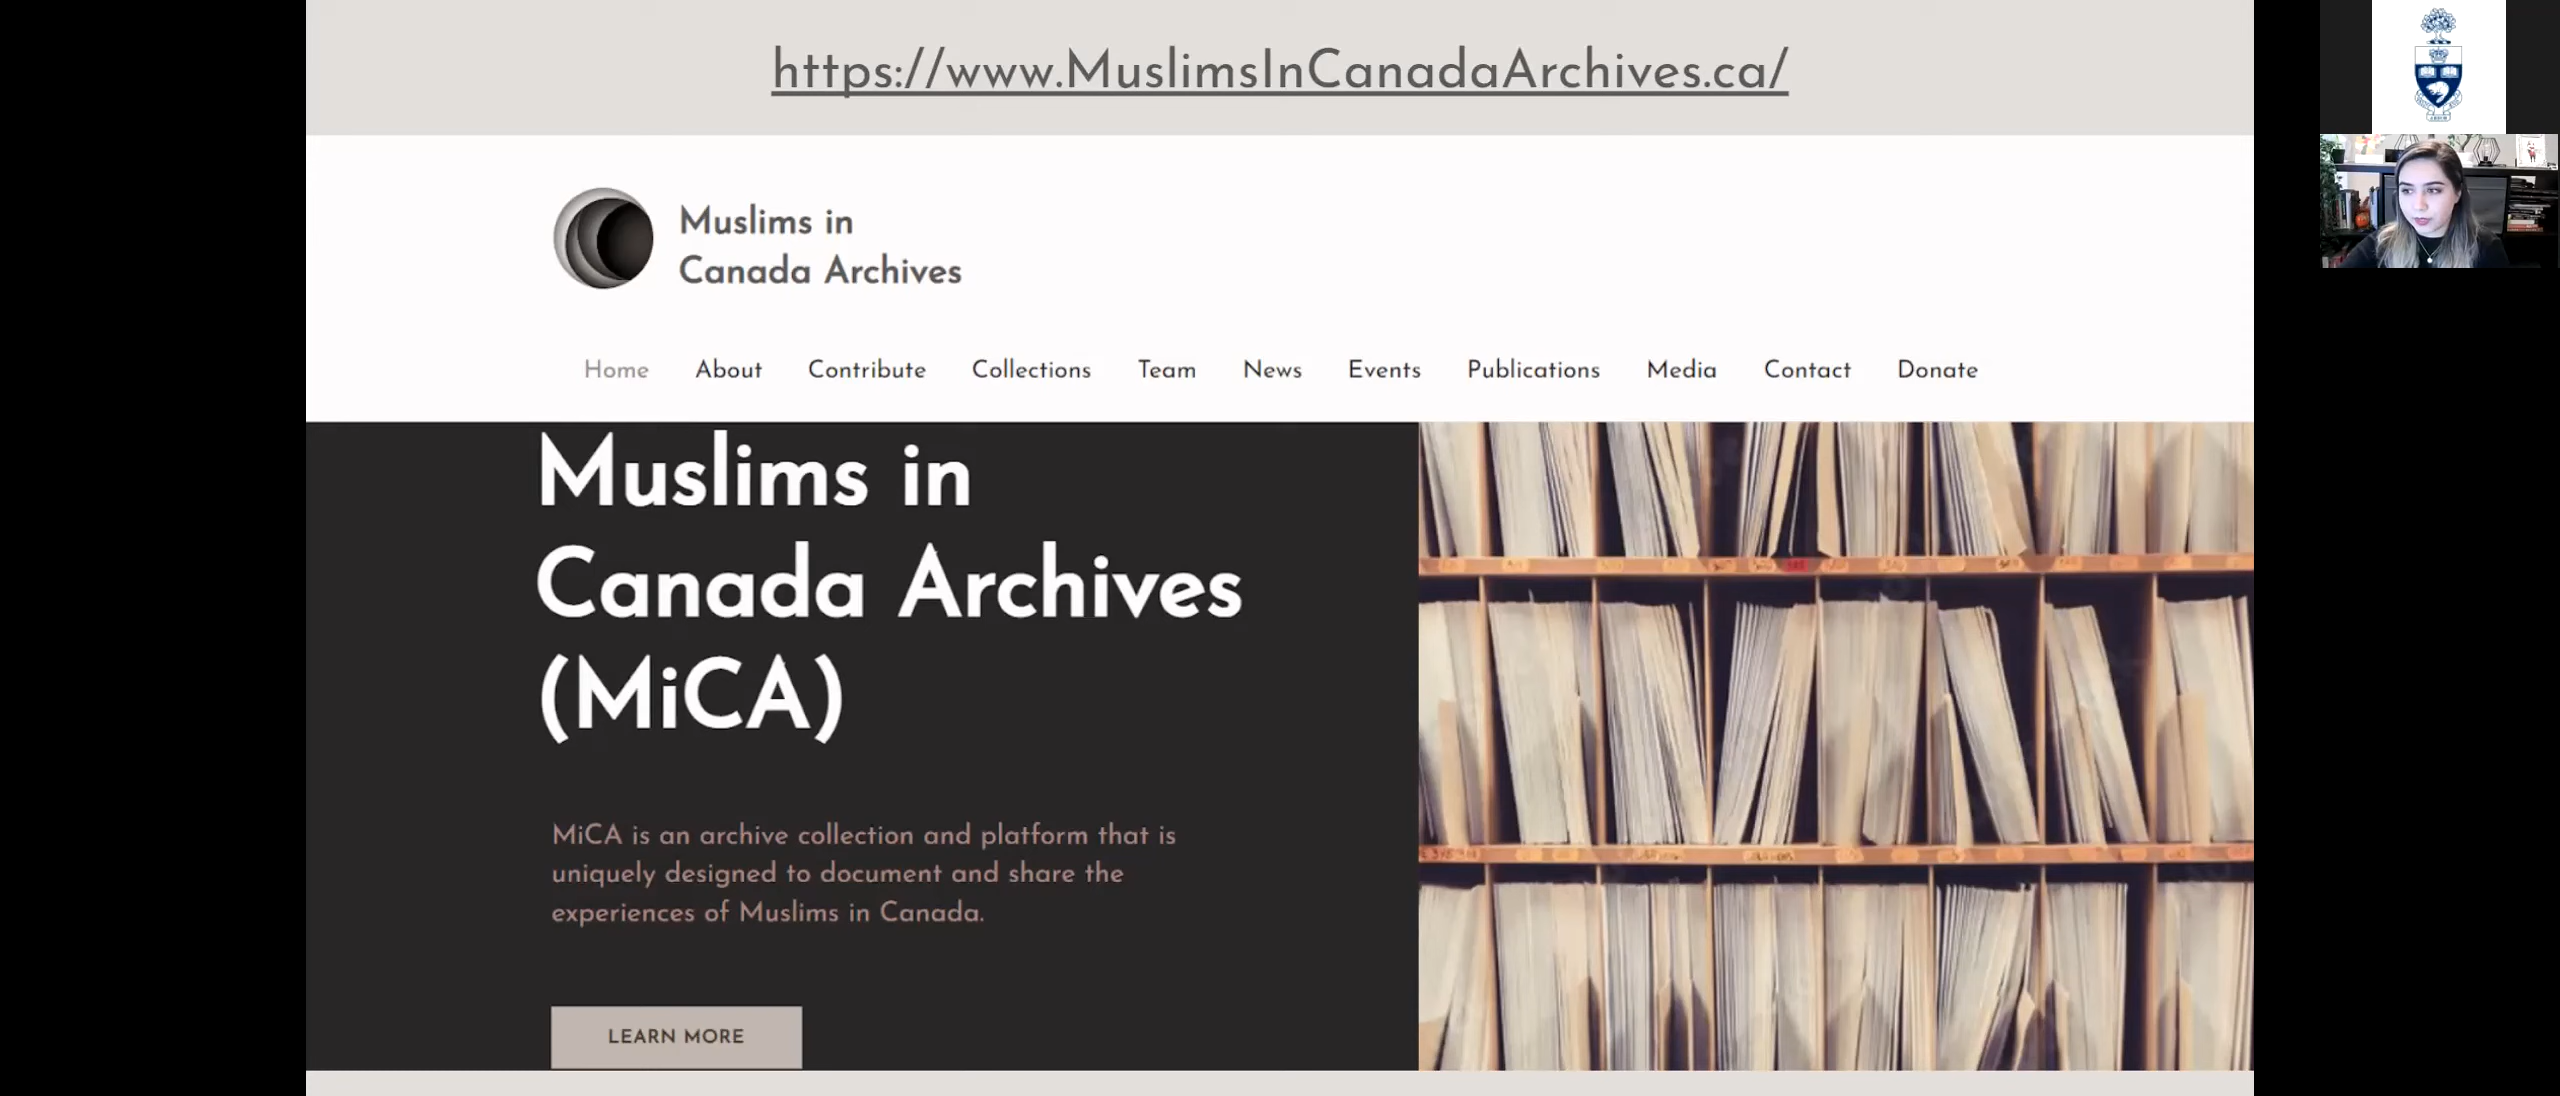 https://www.MuslimsInCanadaArchives.ca/
Muslims in
Canada Archives
Home About Contribute Collections Team News Events Publications Media Contact Donate
Muslims in
Canada Archives
(MiCA)
MiCA is an archive collection and platform that is
uniquely designed to document and share the
experiences of Muslims in Canada.
LEARN MORE